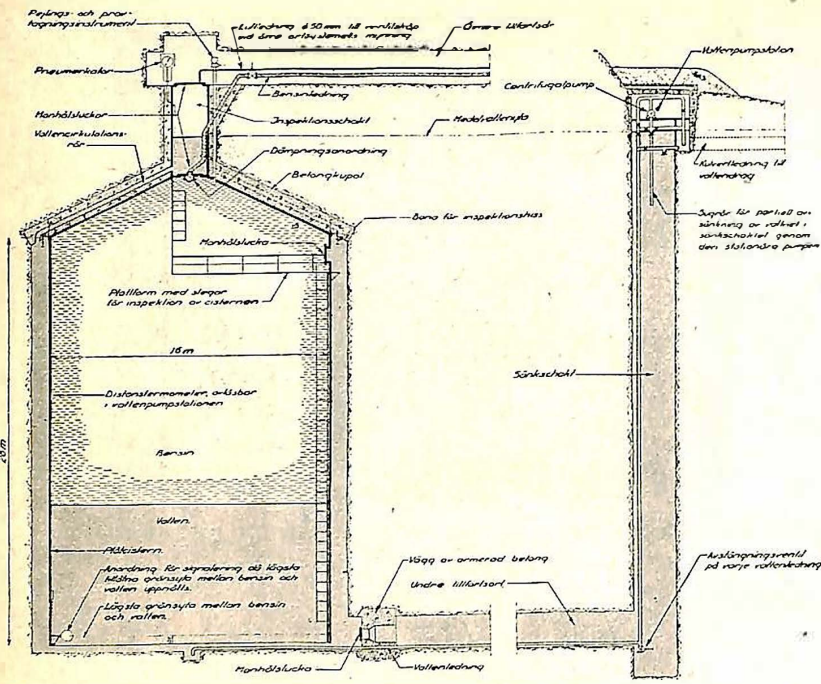 Pejlings- och prov-
tagningsinstrument
Luftledning ø 50 mm till ventilskåp
vid övre ortsystemets mynning
Övre tillfartsort
Vattenpumpstation
Pneumerkator
Centrifugalpump
Bensinledning
Manhålsluckor
Inspektionsschakt
Medelvattenyta
Vattencirkulations-
rör
Dämpningsanordning
Kulvertledning till
vattendrag
Betongkupol
Sugrör för partiell av-
sänkning av vattnet i
sänkschaktet genom
den stationära pumpen
Bana för inspektionshiss
Manhålslucka
Plattform med stegar
för inspektion av cisternen
16 m
Sänkschakt
Distanstermometer, avläsbar
i vattenpumpstationen
Bensin
Vatten
Plåtcistern
Avstängningsventil
på varje vattenledning
Anordning för signalering då lägsta
tillåtna gränsyta mellan bensin och
vatten uppnåtts.
Vägg av armerad betong
Undre tillfartsort
Lägsta gränsyta mellan bensin
och vatten.
Manhålslucka
Vattenledning